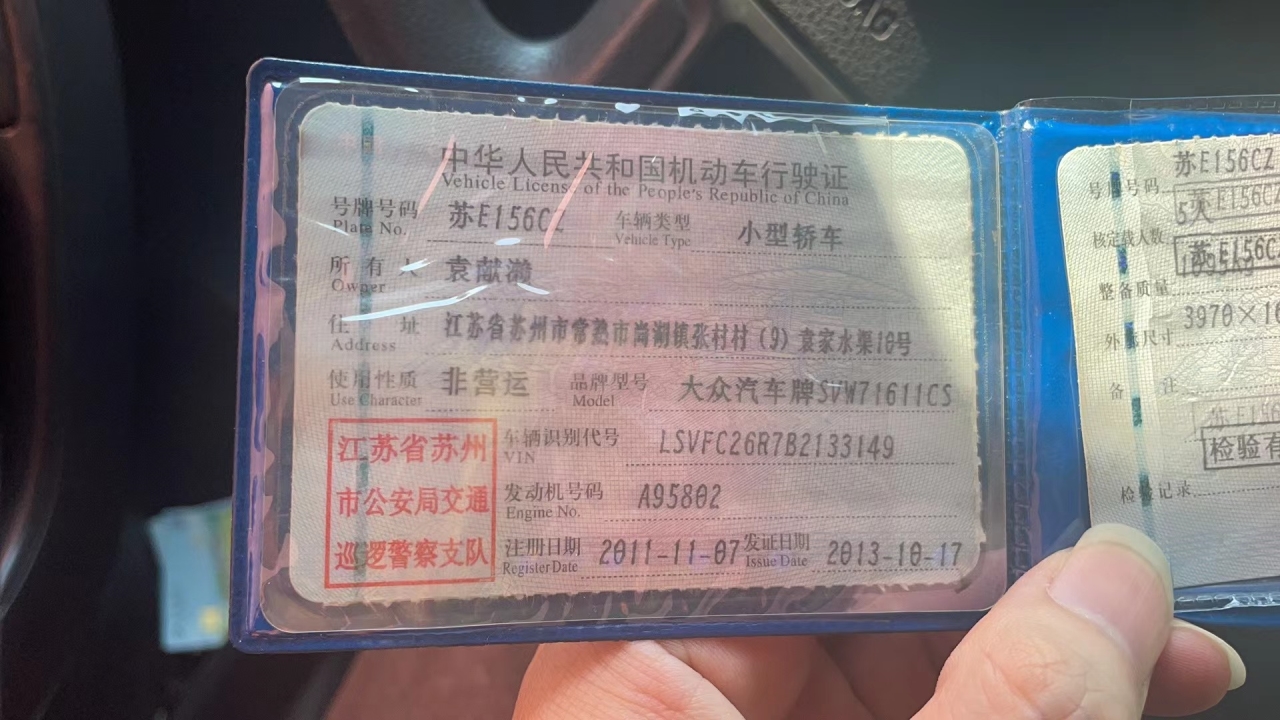 中华人民共和国机动车行驶证
Vehicle License of the People's Republic of China
号牌号码 苏E156CZ 车辆类型 小型轿车
Plate No. Vehicle Type
所有人 袁献濑
Owner
住址 江苏省苏州市常熟市尚湖镇张村村(9)袁家水渠10号
Address
使用性质 非营运 品牌型号 大众汽车牌SVW71611CS
Use Character Model
江苏省苏州
市公安局交通
巡逻警察支队
车辆识别代号 LSVFC26R7B2133149
VIN
发动机号码 A95802
Engine No.
注册日期 2011-11-07 发证日期 2013-10-17
Register Date Issue Date
号牌号码 苏E156CZ
苏E156CZ
核定载人数 5人
整备质量
外廓尺寸 3970×16
备注
检验有
检验记录